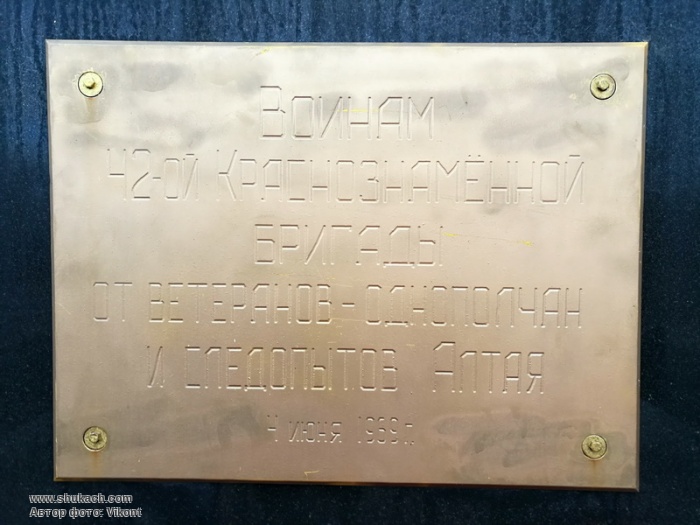 Воинам
42-ой Краснознамённой
бригады
от ветеранов - однополчан
и следопытов Алтая
4 июня 1989 г.
www.shukach.com
Автор фото: Vikont